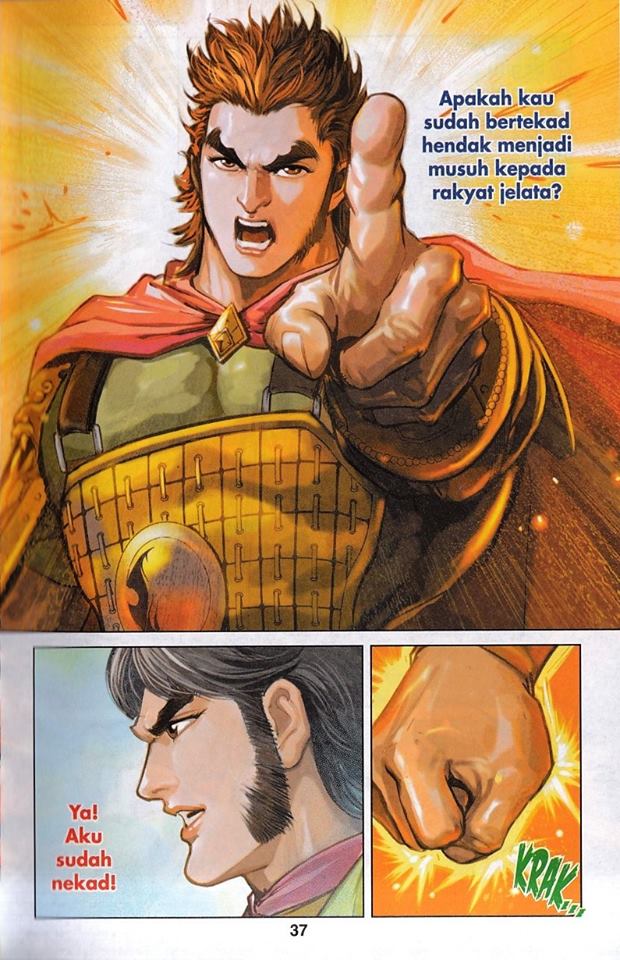 Apakah kau
sudah bertekad
hendak menjadi
musuh kepada
rakyat jelata?
Ya!
Aku
sudah
nekad!
KRAK...
37